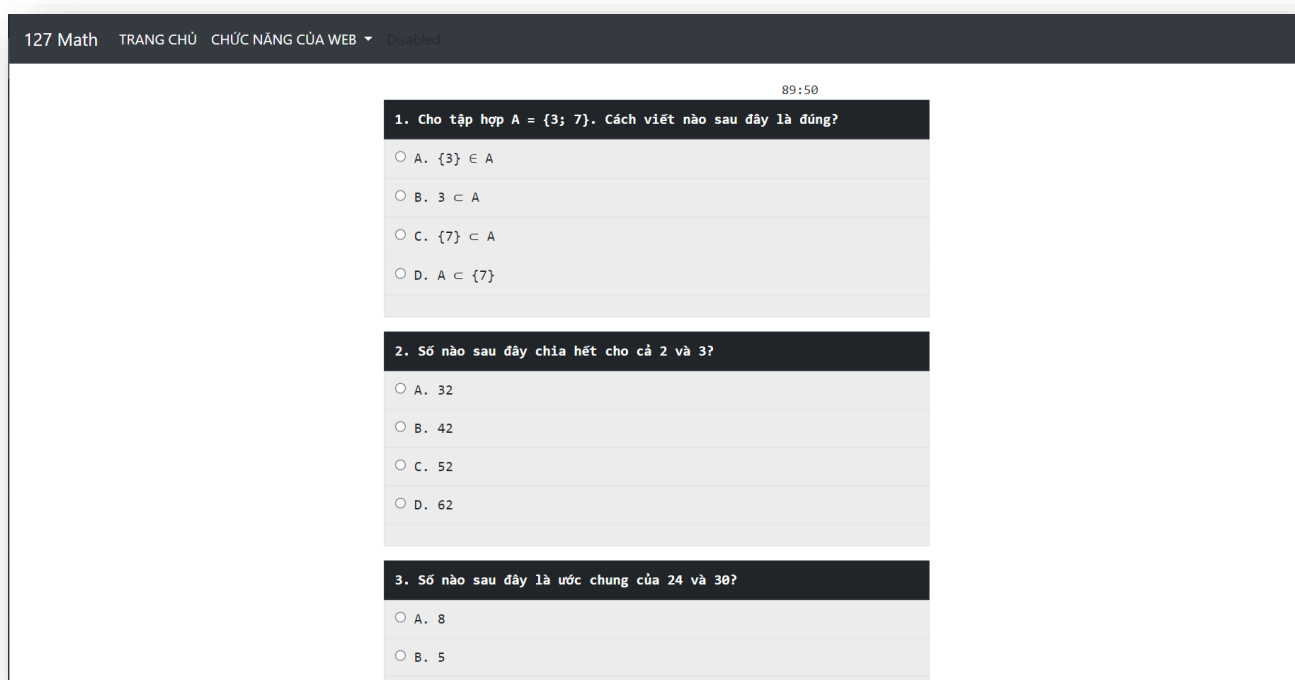 127 Math TRANG CHỦ CHỨC NĂNG CỦA WEB Disabled
89:50
1. Cho tập hợp A = {3; 7}. Cách viết nào sau đây là đúng?
A. {3} ∈ A
B. 3 ⊂ A
C. {7} ⊂ A
D. A ⊂ {7}
2. Số nào sau đây chia hết cho cả 2 và 3?
A. 32
B. 42
C. 52
D. 62
3. Số nào sau đây là ước chung của 24 và 30?
A. 8
B. 5